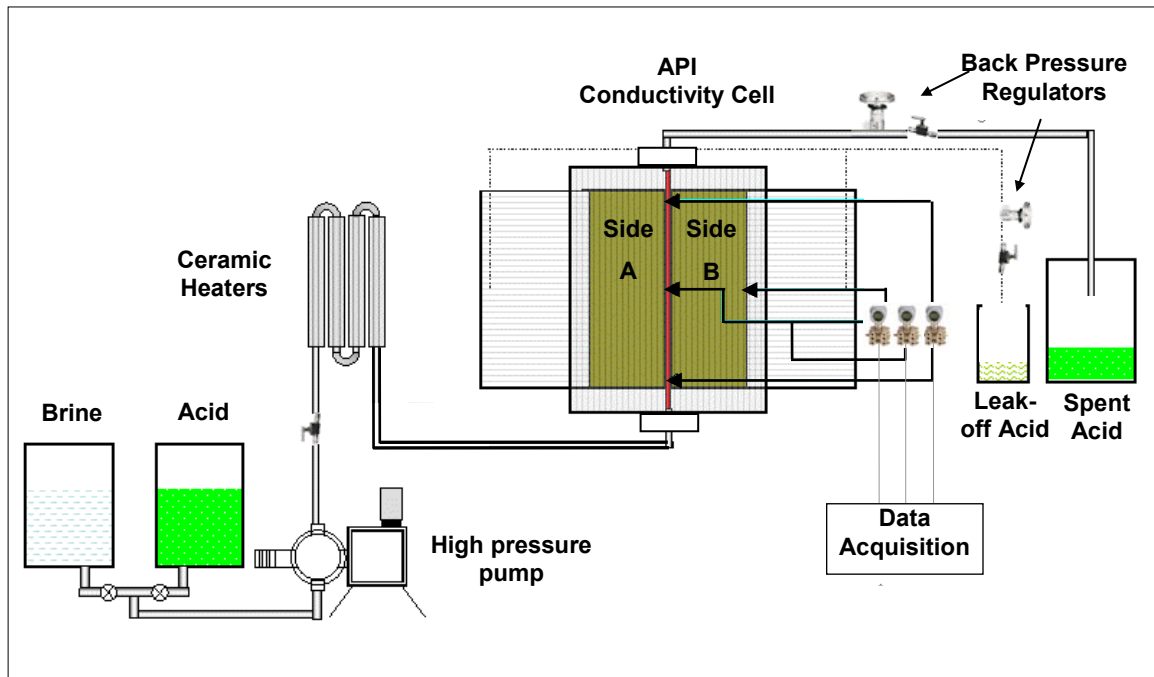 API
Conductivity Cell
Back Pressure
Regulators
Side
A
Side
B
Ceramic
Heaters
Brine
Acid
High pressure
pump
Leak-
off Acid
Spent
Acid
Data
Acquisition